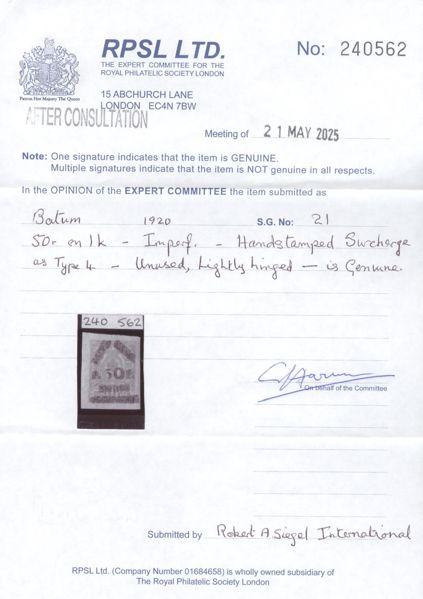 RPSL LTD.
THE EXPERT COMMITTEE FOR THE
ROYAL PHILATELIC SOCIETY LONDON
No: 240562
Patron Her Majesty The Queen
15 ABCHURCH LANE
LONDON EC4N 7BW
AFTER CONSULTATION
Meeting of 21 MAY 2025
Note: One signature indicates that the item is GENUINE.
Multiple signatures indicate that the item is NOT genuine in all respects.
In the OPINION of the EXPERT COMMITTEE the item submitted as
Batum 1920 S.G. No: 21
50r on 1k - Imperf. - Handstamped Surcharge
as Type 4 - Unused, Lightly hinged - is Genuine.
240 562
50
On behalf of the Committee
Submitted by Robert A Siegel International
RPSL Ltd. (Company Number 01684658) is wholly owned subsidiary of
The Royal Philatelic Society London